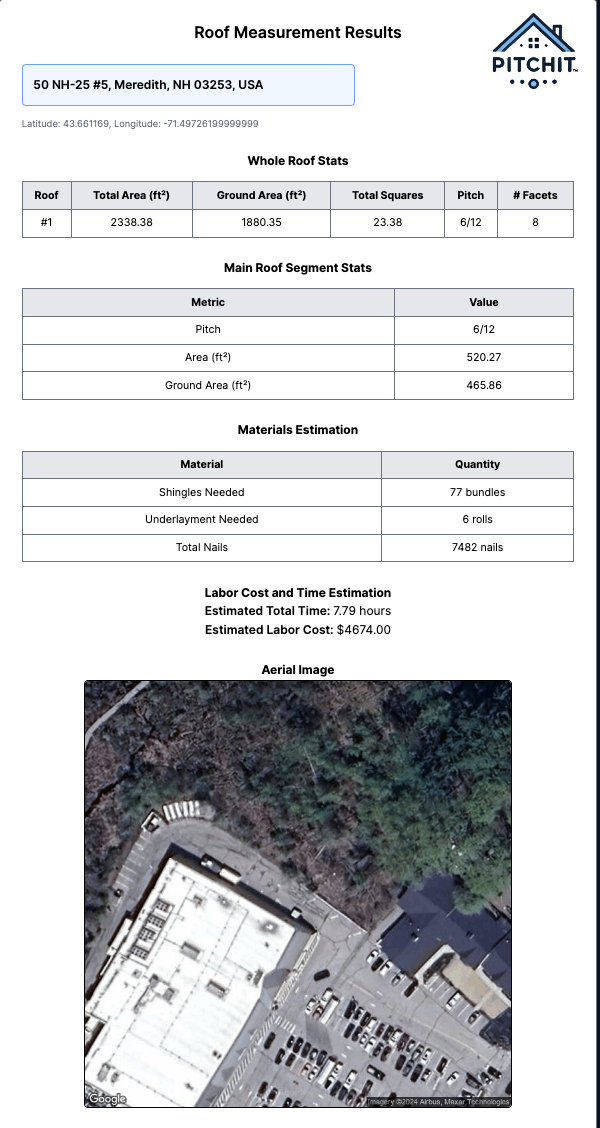 Roof Measurement Results
PITCHIT™
50 NH-25 #5, Meredith, NH 03253, USA
Latitude: 43.661169, Longitude: -71.49726199999999
Whole Roof Stats
Roof Total Area (ft²) Ground Area (ft²) Total Squares Pitch # Facets
#1 2338.38 1880.35 23.38 6/12 8
Main Roof Segment Stats
Metric Value
Pitch 6/12
Area (ft²) 520.27
Ground Area (ft²) 465.86
Materials Estimation
Material Quantity
Shingles Needed 77 bundles
Underlayment Needed 6 rolls
Total Nails 7482 nails
Labor Cost and Time Estimation
Estimated Total Time: 7.79 hours
Estimated Labor Cost: $4674.00
Aerial Image
Google
Imagery ©2024 Airbus, Maxar Technologies